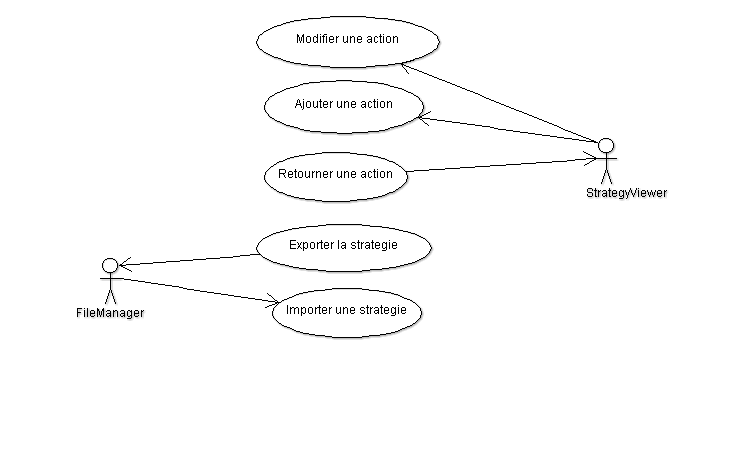 Modifier une action
Ajouter une action
Retourner une action
StrategyViewer
Exporter la strategie
Importer une strategie
FileManager